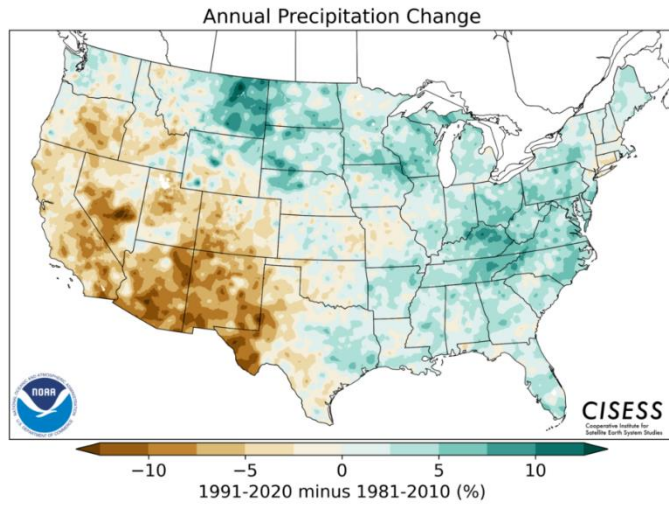 Annual Precipitation Change
NOAA
CISESS
Cooperative Institute for
Satellite Earth System Studies
−10 −5 0 5 10
1991-2020 minus 1981-2010 (%)